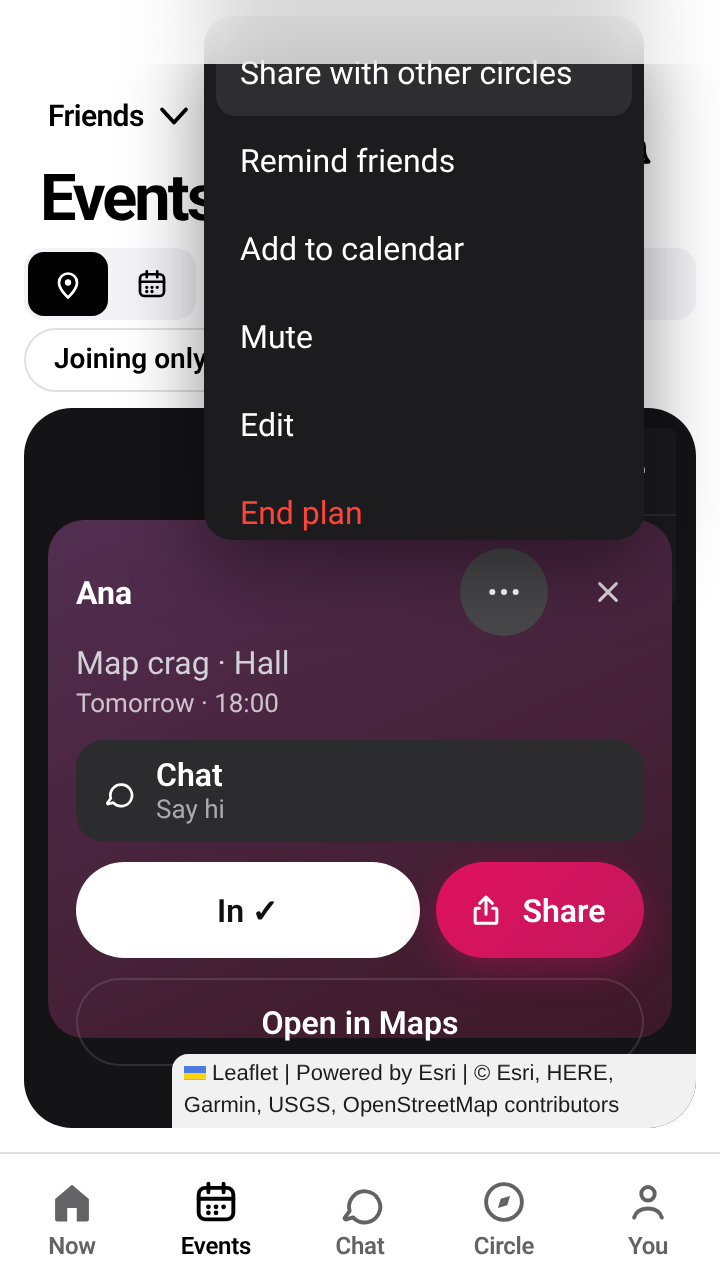 Share with other circles
Friends
Remind friends
Events
Add to calendar
Mute
Joining only
Edit
End plan
Ana
Map crag · Hall
Tomorrow · 18:00
Chat
Say hi
In ✓
Share
Open in Maps
Leaflet | Powered by Esri | © Esri, HERE,
Garmin, USGS, OpenStreetMap contributors
Now
Events
Chat
Circle
You